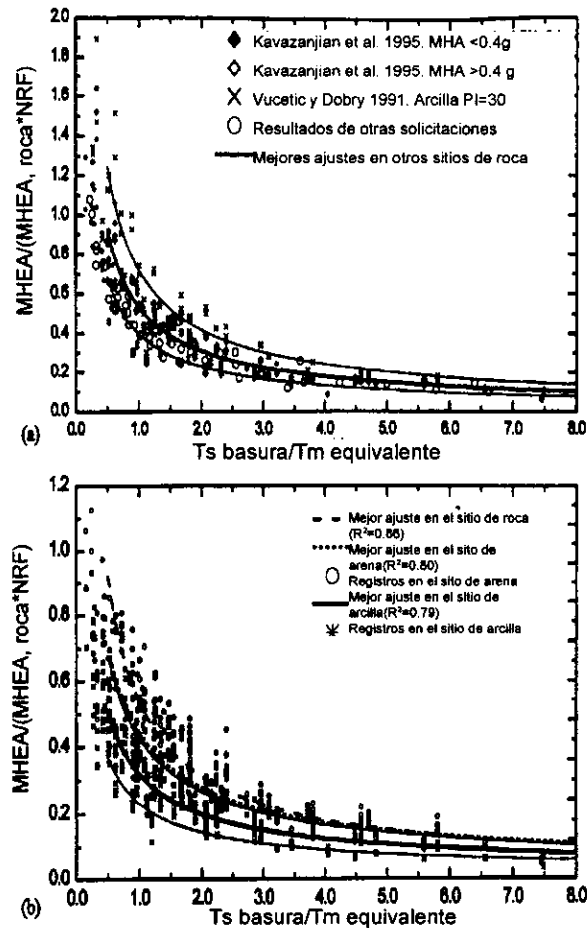 2.0
1.8
1.6
1.4
1.2
1.0
0.8
0.6
0.4
0.2
0.0
MHEA/(MHEA, roca*NRF)
Kavazanjian et al. 1995. MHA <0.4g
Kavazanjian et al. 1995. MHA >0.4 g
Vucetic y Dobry 1991. Arcilla PI=30
Resultados de otras solicitaciones
Mejores ajustes en otros sitios de roca
0.0 1.0 2.0 3.0 4.0 5.0 6.0 7.0 8.0
(a)
Ts basura/Tm equivalente
1.2
1.0
0.8
0.6
0.4
0.2
0.0
MHEA/(MHEA, roca*NRF)
Mejor ajuste en el sitio de roca
(R²=0.86)
Mejor ajuste en el sito de
arena(R²=0.80)
Registros en el sito de arena
Mejor ajuste en el sitio de
arcilla(R²=0.79)
Registros en el sitio de arcilla
0.0 1.0 2.0 3.0 4.0 5.0 6.0 7.0 8.0
(b)
Ts basura/Tm equivalente